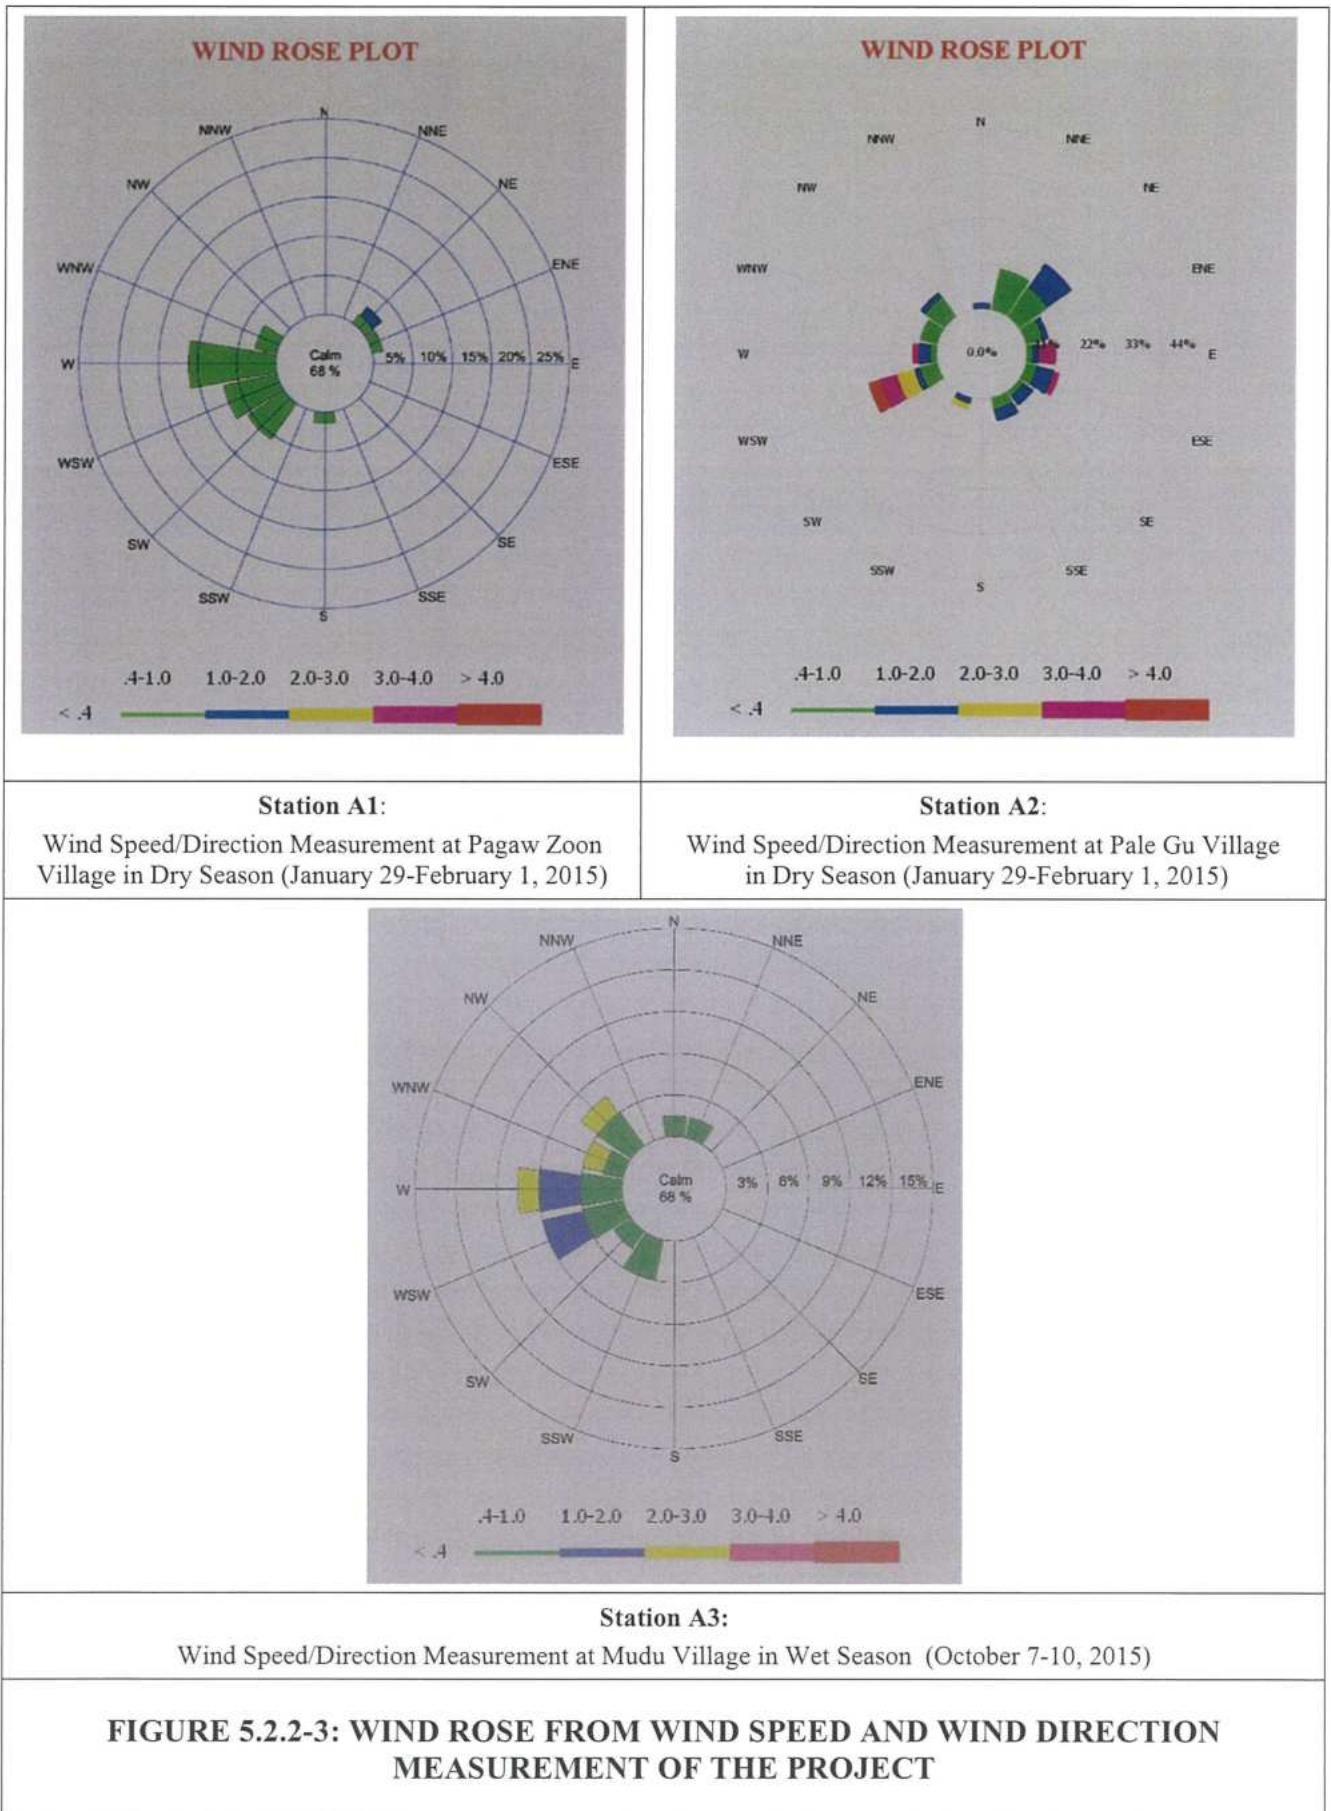 WIND ROSE PLOT
N
NNW NNE
NW NE
WNW ENE
W Calm 68 % 5% 10% 15% 20% 25% E
WSW ESE
SW SE
SSW SSE
S
.4-1.0 1.0-2.0 2.0-3.0 3.0-4.0 > 4.0
< .4
WIND ROSE PLOT
N
NNW NNE
NW NE
WNW ENE
W 0.0% 22% 33% 44% E
WSW ESE
SW SE
SSW SSE
S
.4-1.0 1.0-2.0 2.0-3.0 3.0-4.0 > 4.0
< .4
Station A1:
Wind Speed/Direction Measurement at Pagaw Zoon
Village in Dry Season (January 29-February 1, 2015)
Station A2:
Wind Speed/Direction Measurement at Pale Gu Village
in Dry Season (January 29-February 1, 2015)
N
NNW NNE
NW NE
WNW ENE
W Calm 68 % 3% 6% 9% 12% 15% E
WSW ESE
SW SE
SSW SSE
S
.4-1.0 1.0-2.0 2.0-3.0 3.0-4.0 > 4.0
< .4
Station A3:
Wind Speed/Direction Measurement at Mudu Village in Wet Season (October 7-10, 2015)
FIGURE 5.2.2-3: WIND ROSE FROM WIND SPEED AND WIND DIRECTION
MEASUREMENT OF THE PROJECT